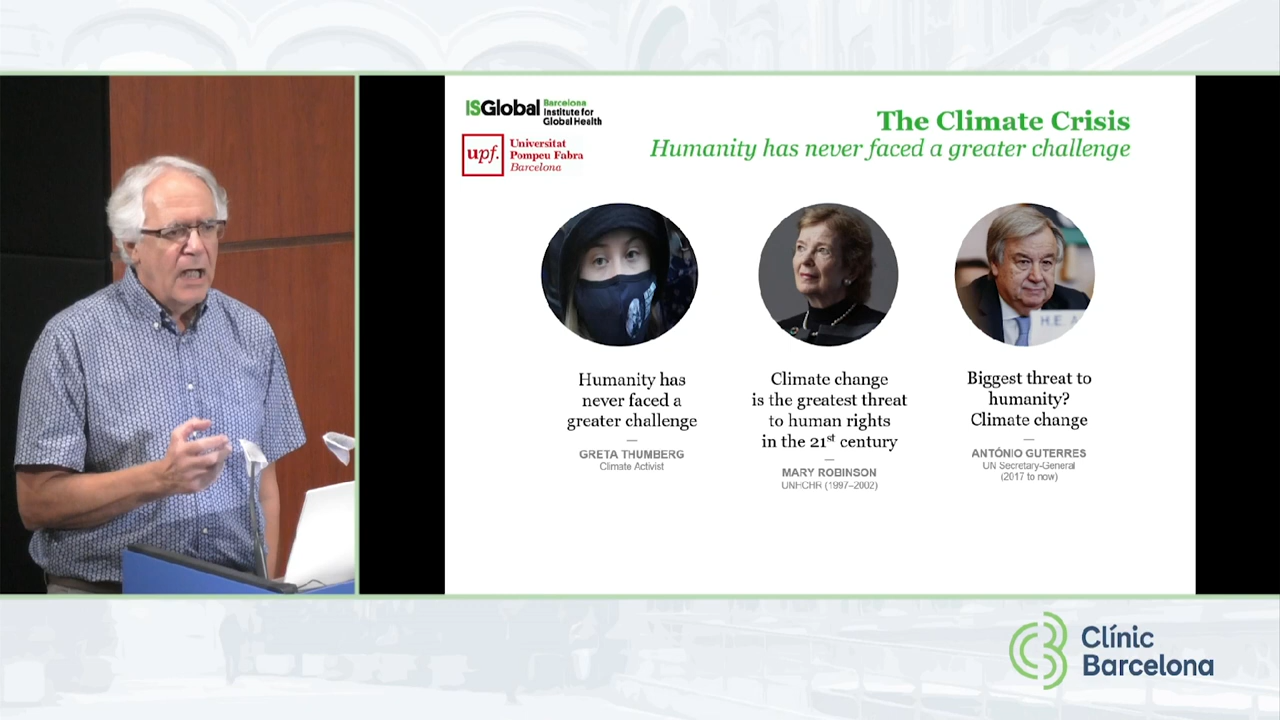 ISGlobal Barcelona
Institute for
Global Health
upf. Universitat
Pompeu Fabra
Barcelona
The Climate Crisis
Humanity has never faced a greater challenge
H.E. A
Humanity has
never faced a
greater challenge
—
GRETA THUMBERG
Climate Activist
Climate change
is the greatest threat
to human rights
in the 21st century
—
MARY ROBINSON
UNHCHR (1997–2002)
Biggest threat to
humanity?
Climate change
—
ANTÓNIO GUTERRES
UN Secretary-General
(2017 to now)
Clínic
Barcelona